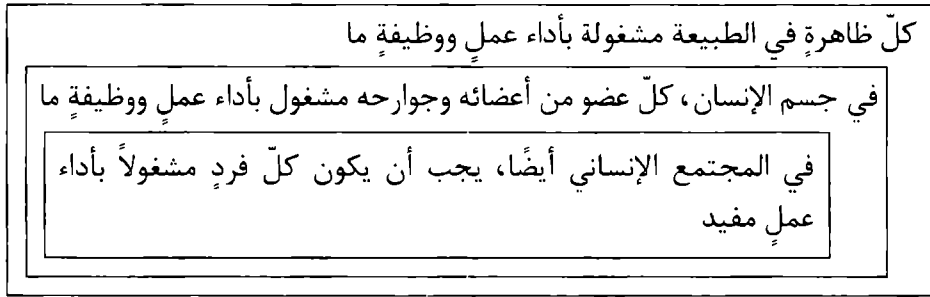 كلّ ظاهرةٍ في الطبيعة مشغولة بأداء عملٍ ووظيفةٍ ما
في جسم الإنسان، كلّ عضو من أعضائه وجوارحه مشغول بأداء عملٍ ووظيفةٍ ما
في المجتمع الإنساني أيضًا، يجب أن يكون كلّ فردٍ مشغولاً بأداء
عملٍ مفيد